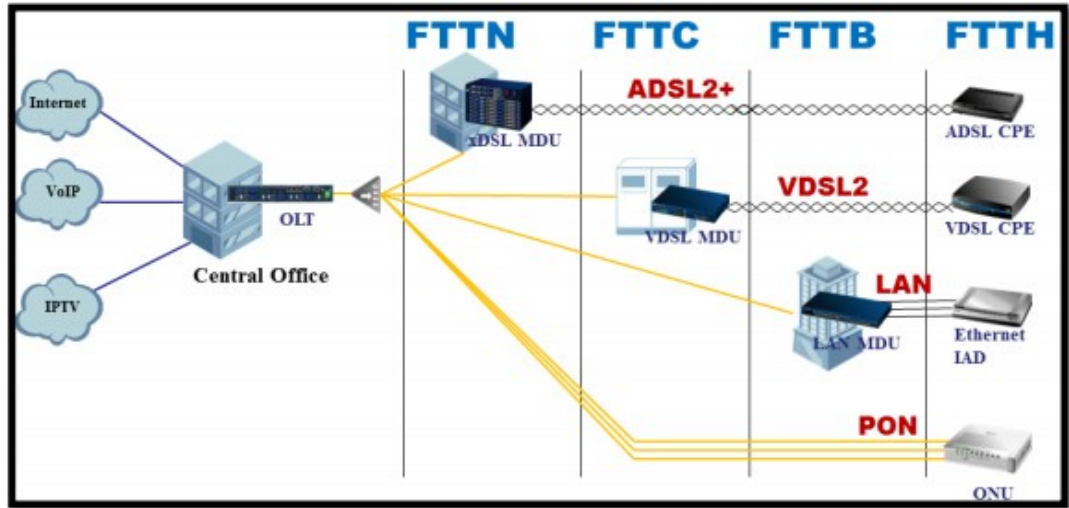 FTTN
FTTC
FTTB
FTTH
Internet
VoIP
IPTV
OLT
Central Office
xDSL MDU
ADSL2+
ADSL CPE
VDSL MDU
VDSL2
VDSL CPE
LAN MDU
LAN
Ethernet
IAD
PON
ONU